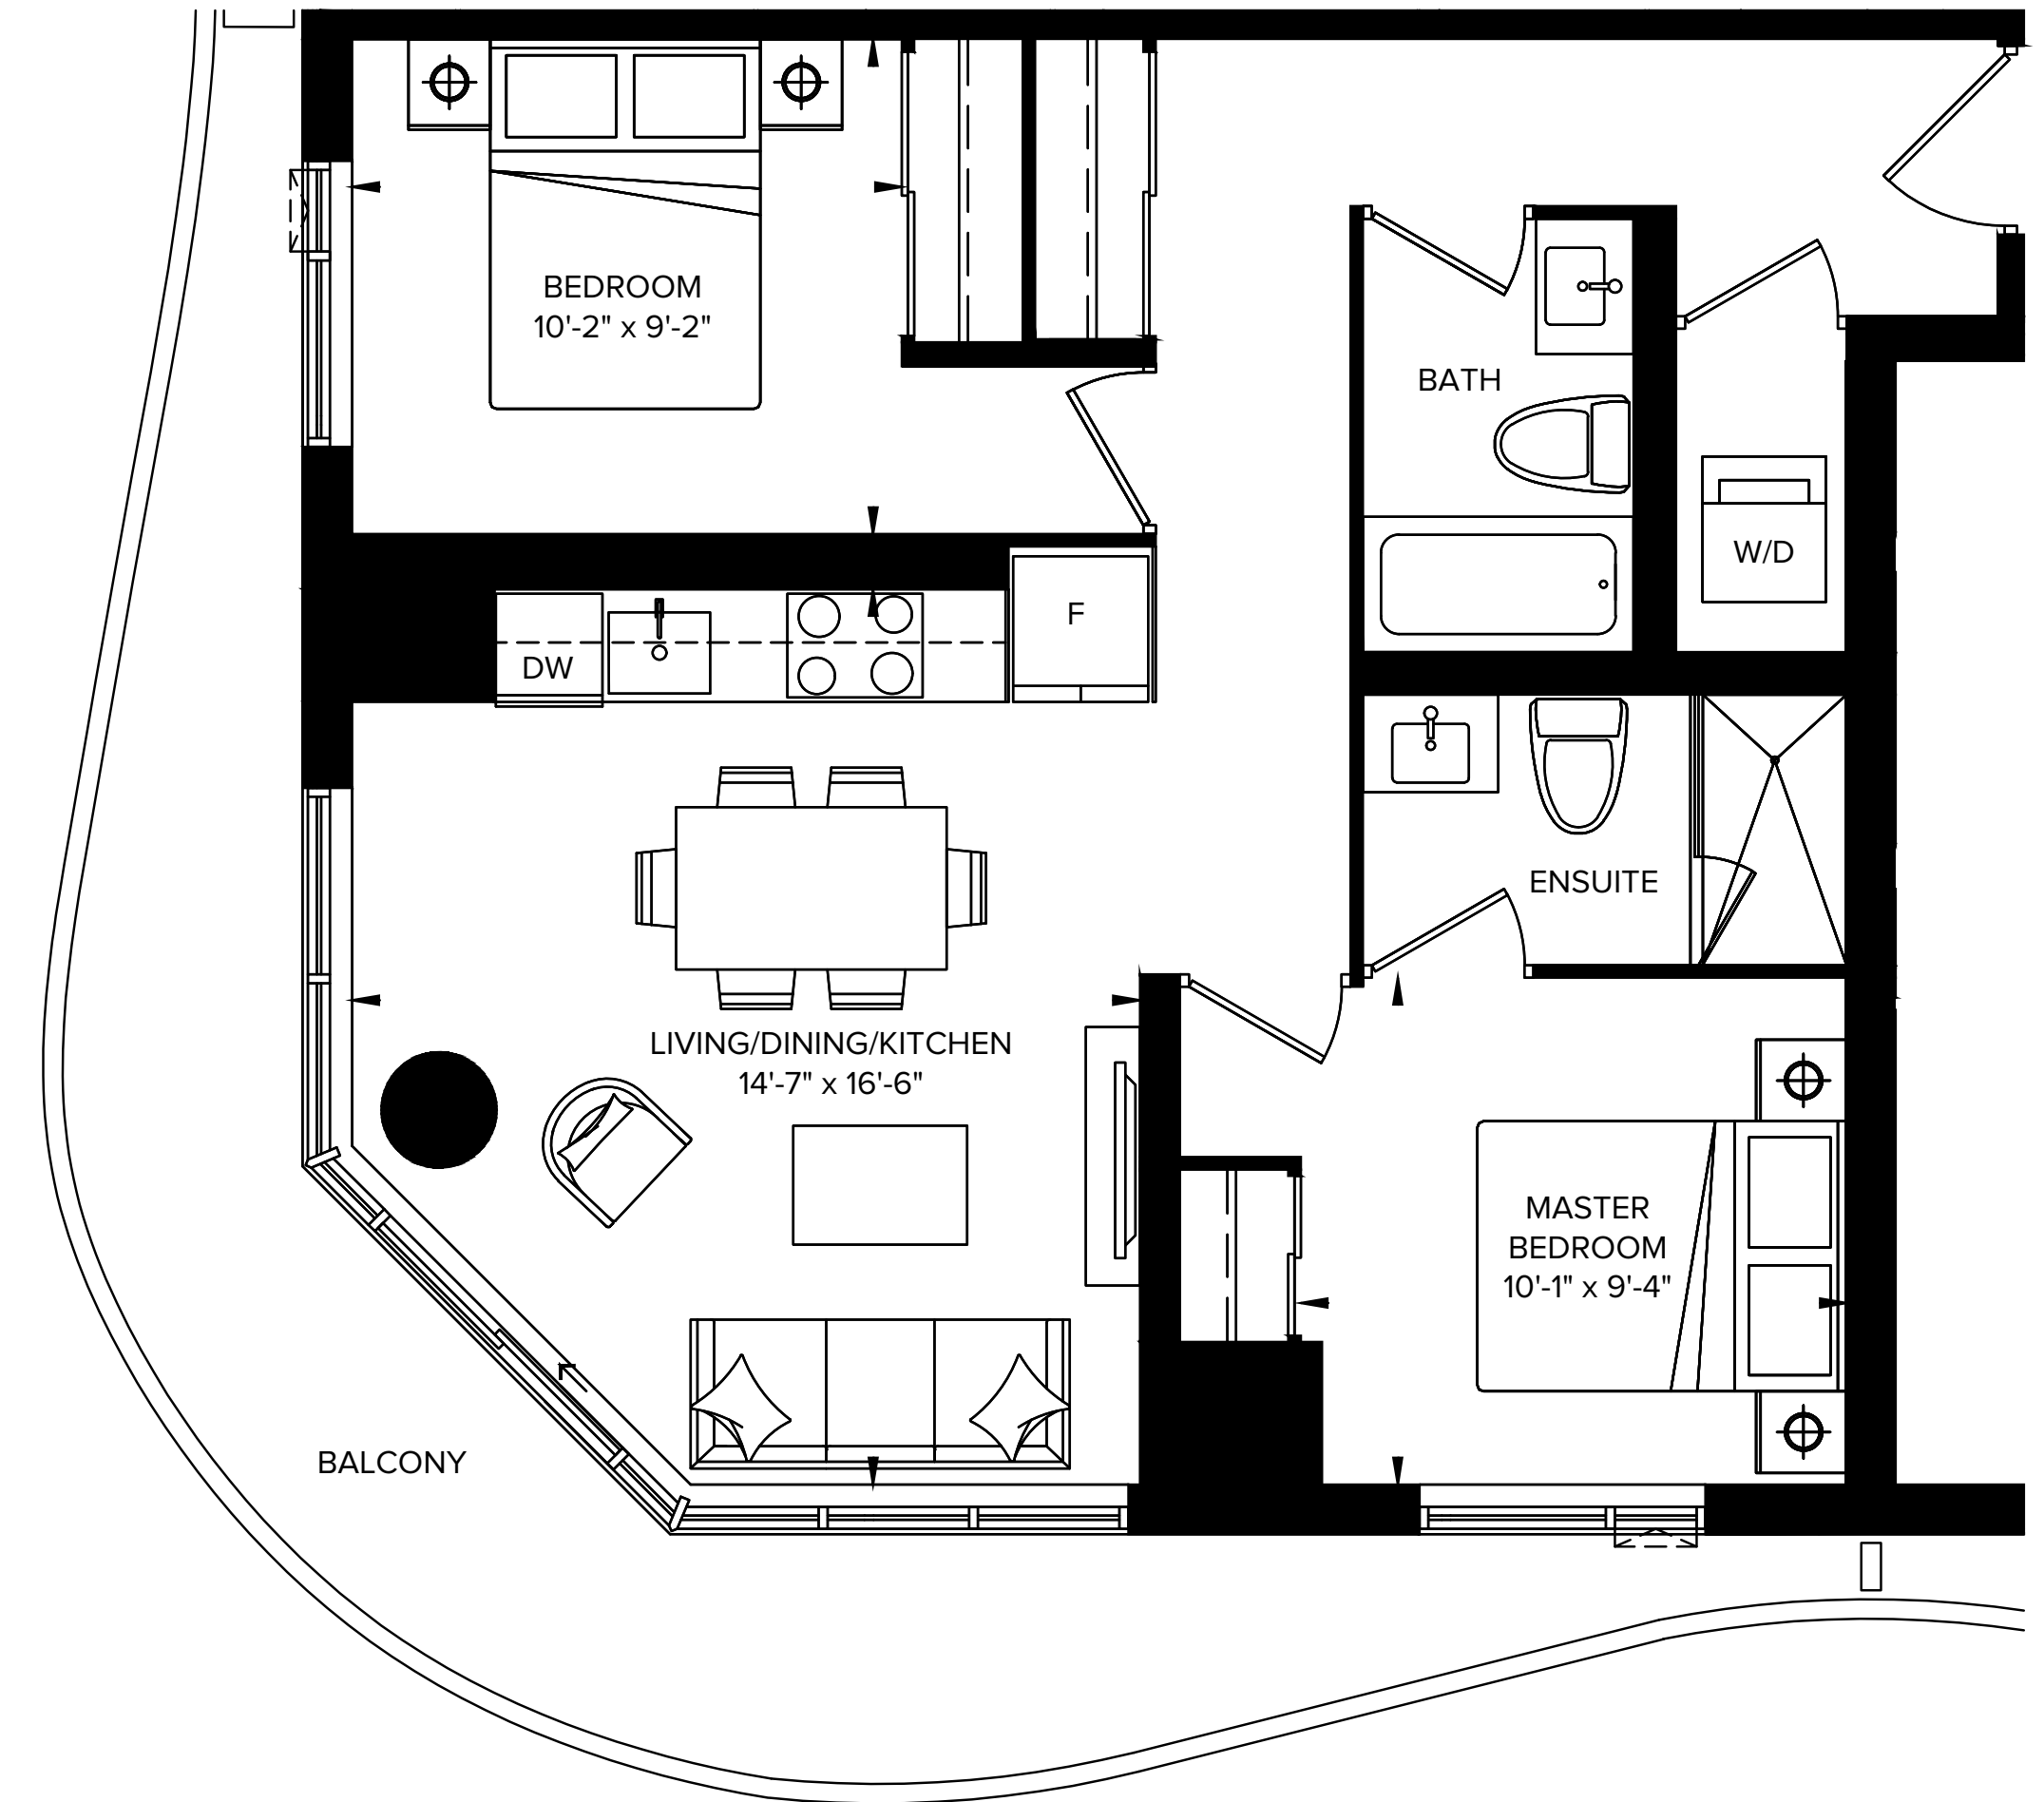 BEDROOM
10'-2" x 9'-2"
BATH
W/D
F
DW
ENSUITE
LIVING/DINING/KITCHEN
14'-7" x 16'-6"
MASTER
BEDROOM
10'-1" x 9'-4"
BALCONY